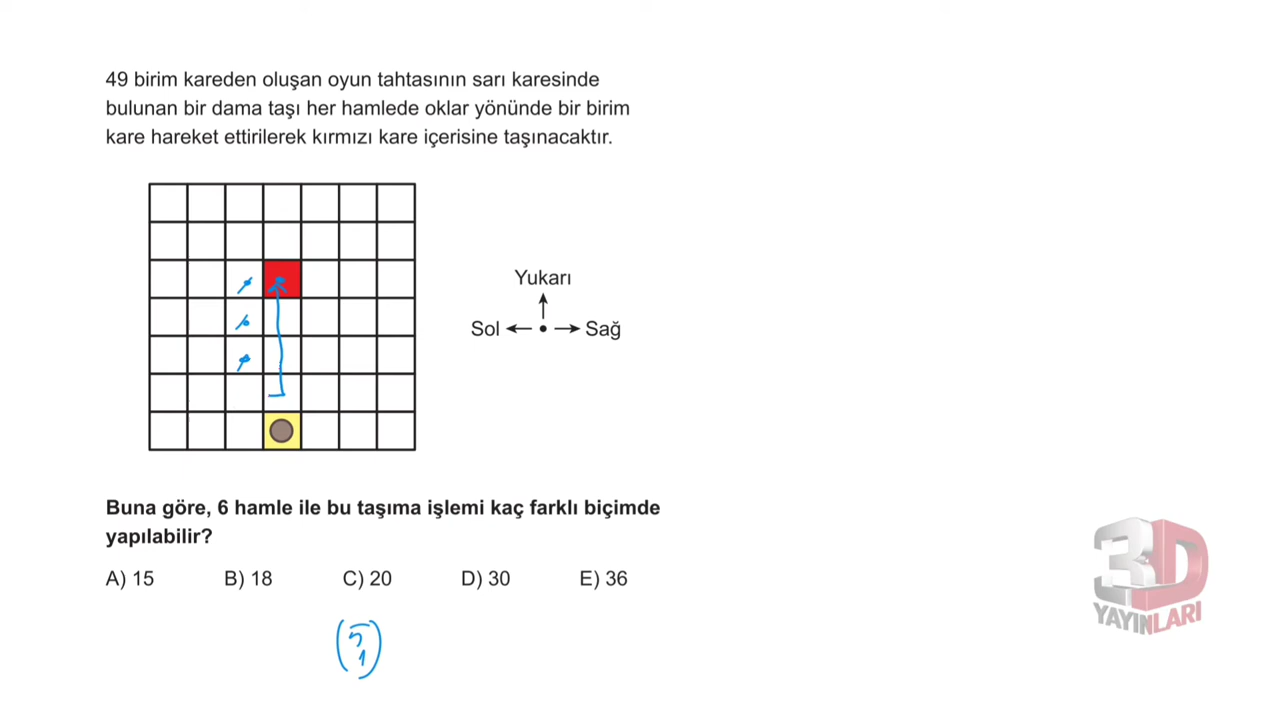 49 birim kareden oluşan oyun tahtasının sarı karesinde
bulunan bir dama taşı her hamlede oklar yönünde bir birim
kare hareket ettirilerek kırmızı kare içerisine taşınacaktır.
Yukarı
Sol
Sağ
Buna göre, 6 hamle ile bu taşıma işlemi kaç farklı biçimde
yapılabilir?
A) 15 B) 18 C) 20 D) 30 E) 36
(5
1)
3D
YAYINLARI